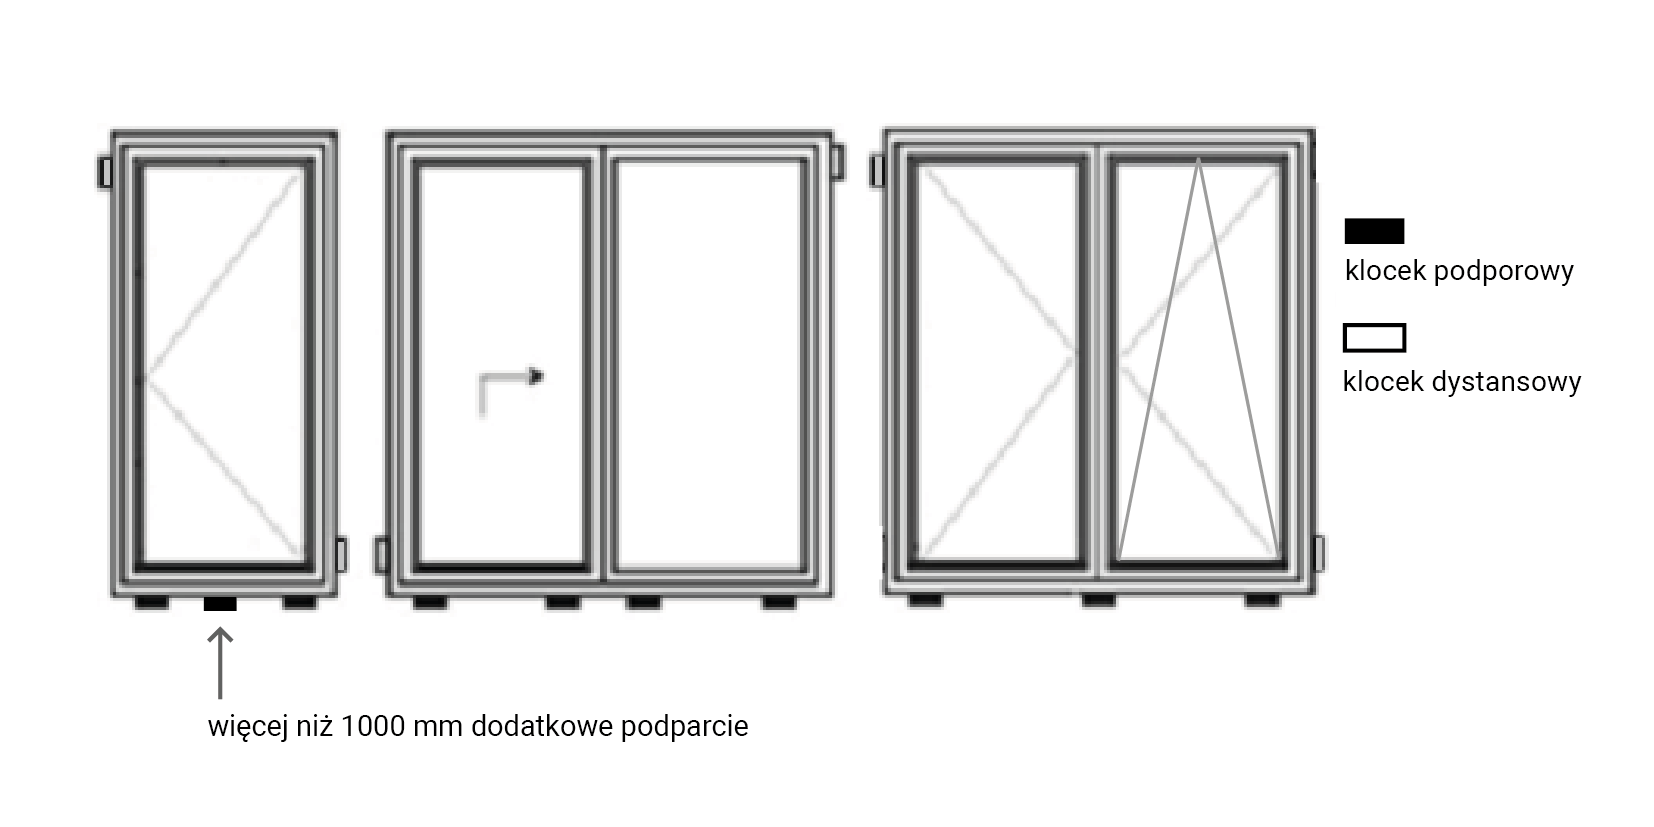 klocek podporowy
klocek dystansowy
więcej niż 1000 mm dodatkowe podparcie